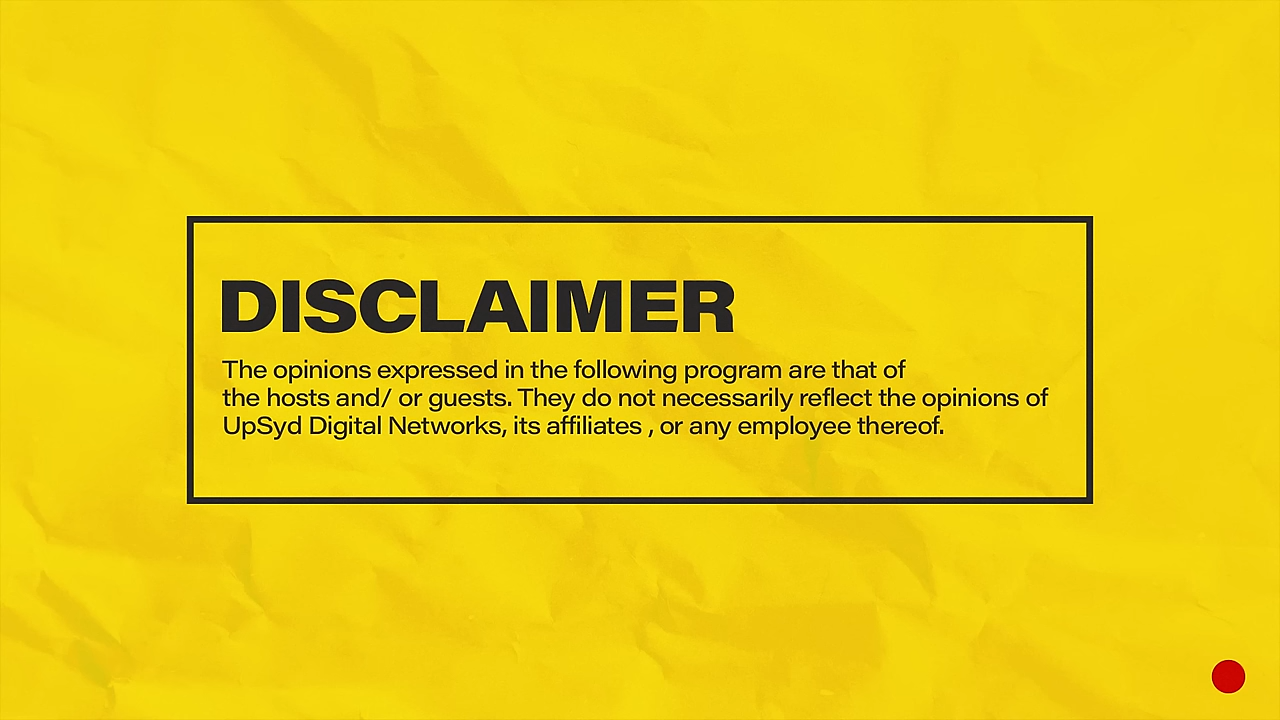 DISCLAIMER
The opinions expressed in the following program are that of
the hosts and/ or guests. They do not necessarily reflect the opinions of
UpSyd Digital Networks, its affiliates , or any employee thereof.